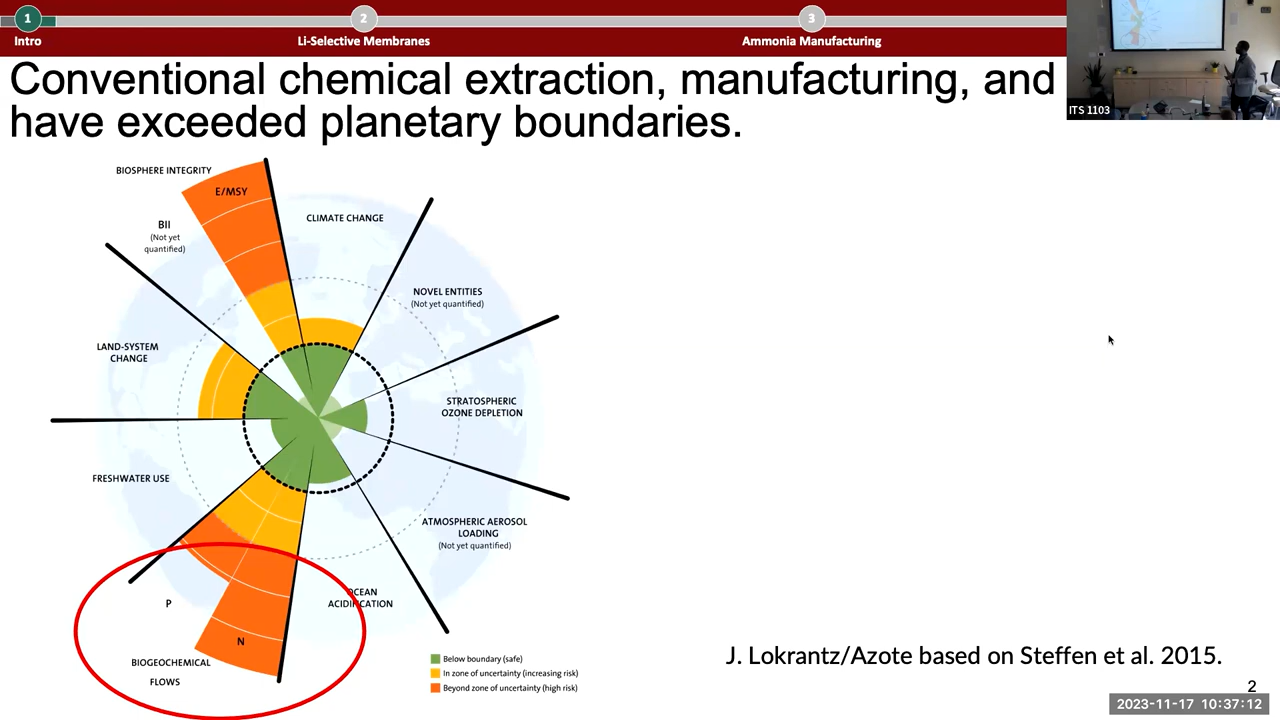 1
2
3
Intro
Li-Selective Membranes
Ammonia Manufacturing
ITS 1103
Conventional chemical extraction, manufacturing, and
have exceeded planetary boundaries.
BIOSPHERE INTEGRITY
E/MSY
BII
(Not yet
quantified)
CLIMATE CHANGE
NOVEL ENTITIES
(Not yet quantified)
LAND-SYSTEM
CHANGE
STRATOSPHERIC
OZONE DEPLETION
FRESHWATER USE
ATMOSPHERIC AEROSOL
LOADING
(Not yet quantified)
OCEAN
ACIDIFICATION
P
N
BIOGEOCHEMICAL
FLOWS
Below boundary (safe)
In zone of uncertainty (increasing risk)
Beyond zone of uncertainty (high risk)
J. Lokrantz/Azote based on Steffen et al. 2015.
2
2023-11-17 10:37:12